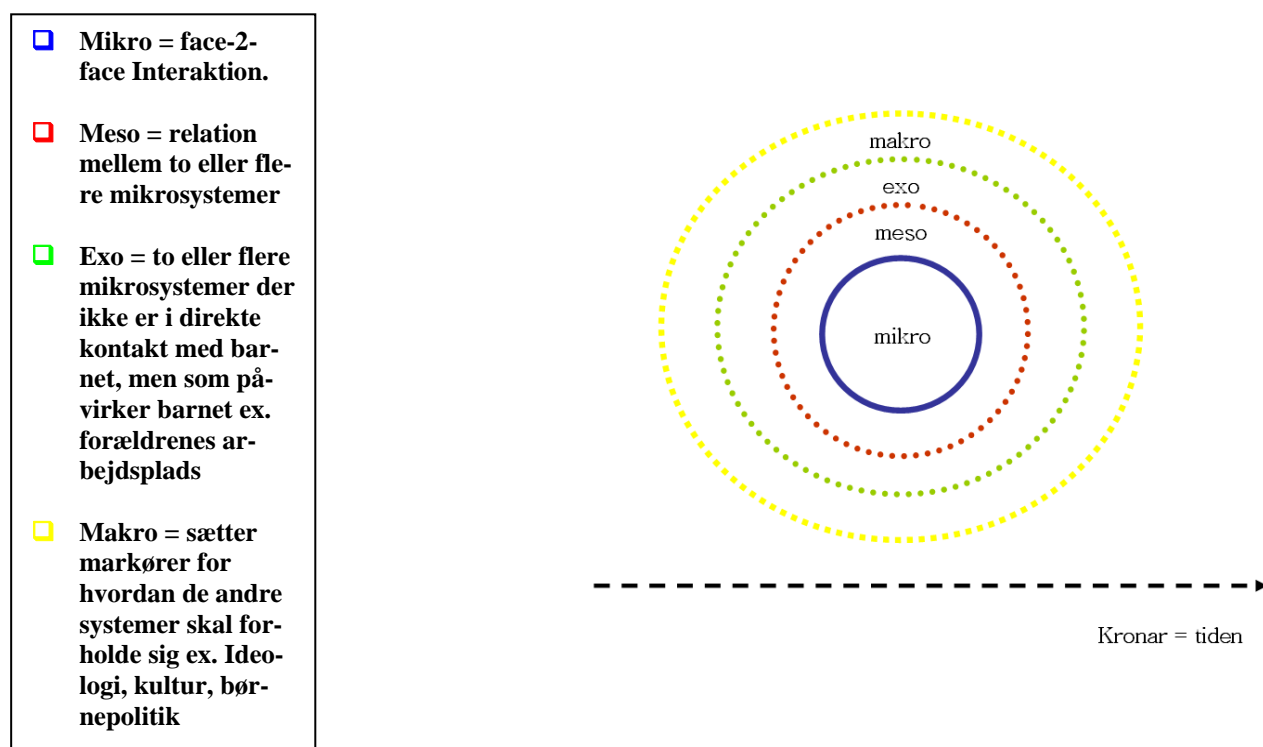 Mikro = face-2-
face Interaktion.
Meso = relation
mellem to eller fle-
re mikrosystemer
Exo = to eller flere
mikrosystemer der
ikke er i direkte
kontakt med bar-
net, men som på-
virker barnet ex.
forældrenes ar-
bejdsplads
Makro = sætter
markører for
hvordan de andre
systemer skal for-
holde sig ex. Ideo-
logi, kultur, bør-
nepolitik
makro
exo
meso
mikro
Kronar = tiden